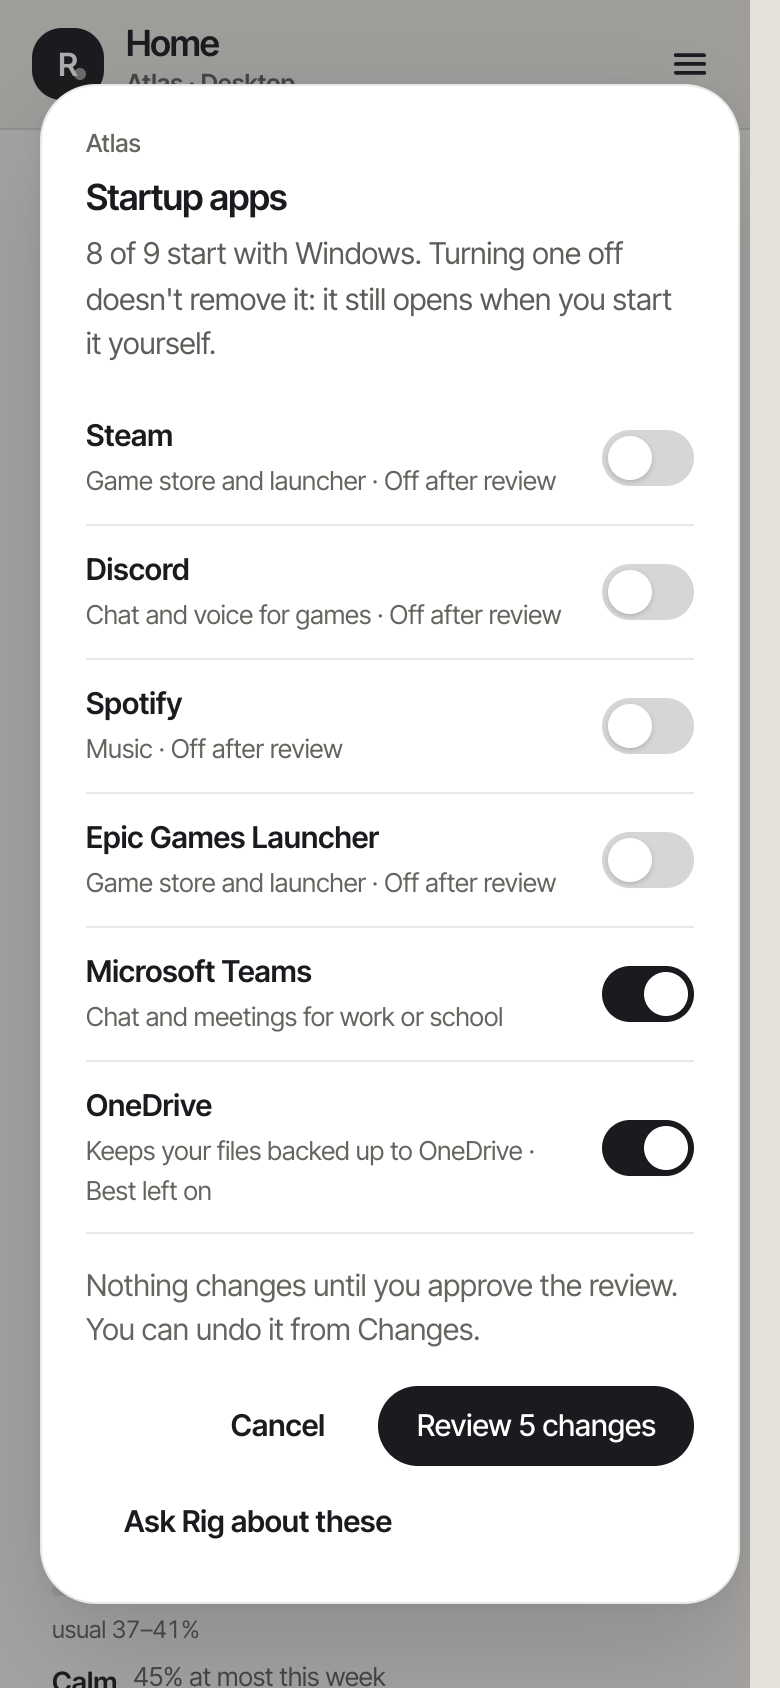 R
Home
Atlas · Desktop
Atlas
Startup apps
8 of 9 start with Windows. Turning one off
doesn't remove it: it still opens when you start
it yourself.
Steam
Game store and launcher · Off after review
Discord
Chat and voice for games · Off after review
Spotify
Music · Off after review
Epic Games Launcher
Game store and launcher · Off after review
Microsoft Teams
Chat and meetings for work or school
OneDrive
Keeps your files backed up to OneDrive ·
Best left on
Nothing changes until you approve the review.
You can undo it from Changes.
Cancel
Review 5 changes
Ask Rig about these
usual 37–41%
Calm 45% at most this week